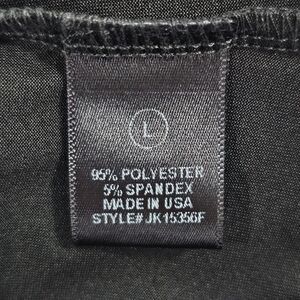 L
95% POLYESTER
5% SPANDEX
MADE IN USA
STYLE# JK15356F